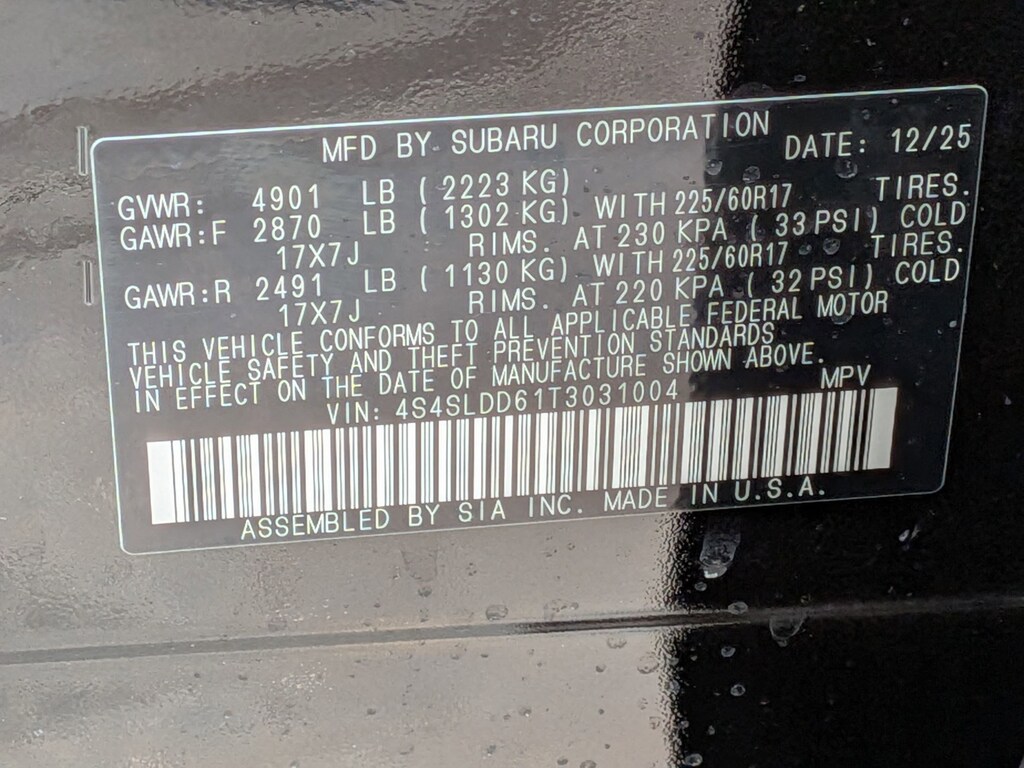 MFD BY SUBARU CORPORATION DATE: 12/25
GVWR: 4901 LB ( 2223 KG)
GAWR:F 2870 LB ( 1302 KG) WITH 225/60R17 TIRES.
17X7J RIMS. AT 230 KPA ( 33 PSI) COLD
GAWR:R 2491 LB ( 1130 KG) WITH 225/60R17 TIRES.
17X7J RIMS. AT 220 KPA ( 32 PSI) COLD
THIS VEHICLE CONFORMS TO ALL APPLICABLE FEDERAL MOTOR
VEHICLE SAFETY AND THEFT PREVENTION STANDARDS
IN EFFECT ON THE DATE OF MANUFACTURE SHOWN ABOVE.
VIN: 4S4SLDD61T3031004 MPV
ASSEMBLED BY SIA INC. MADE IN U.S.A.